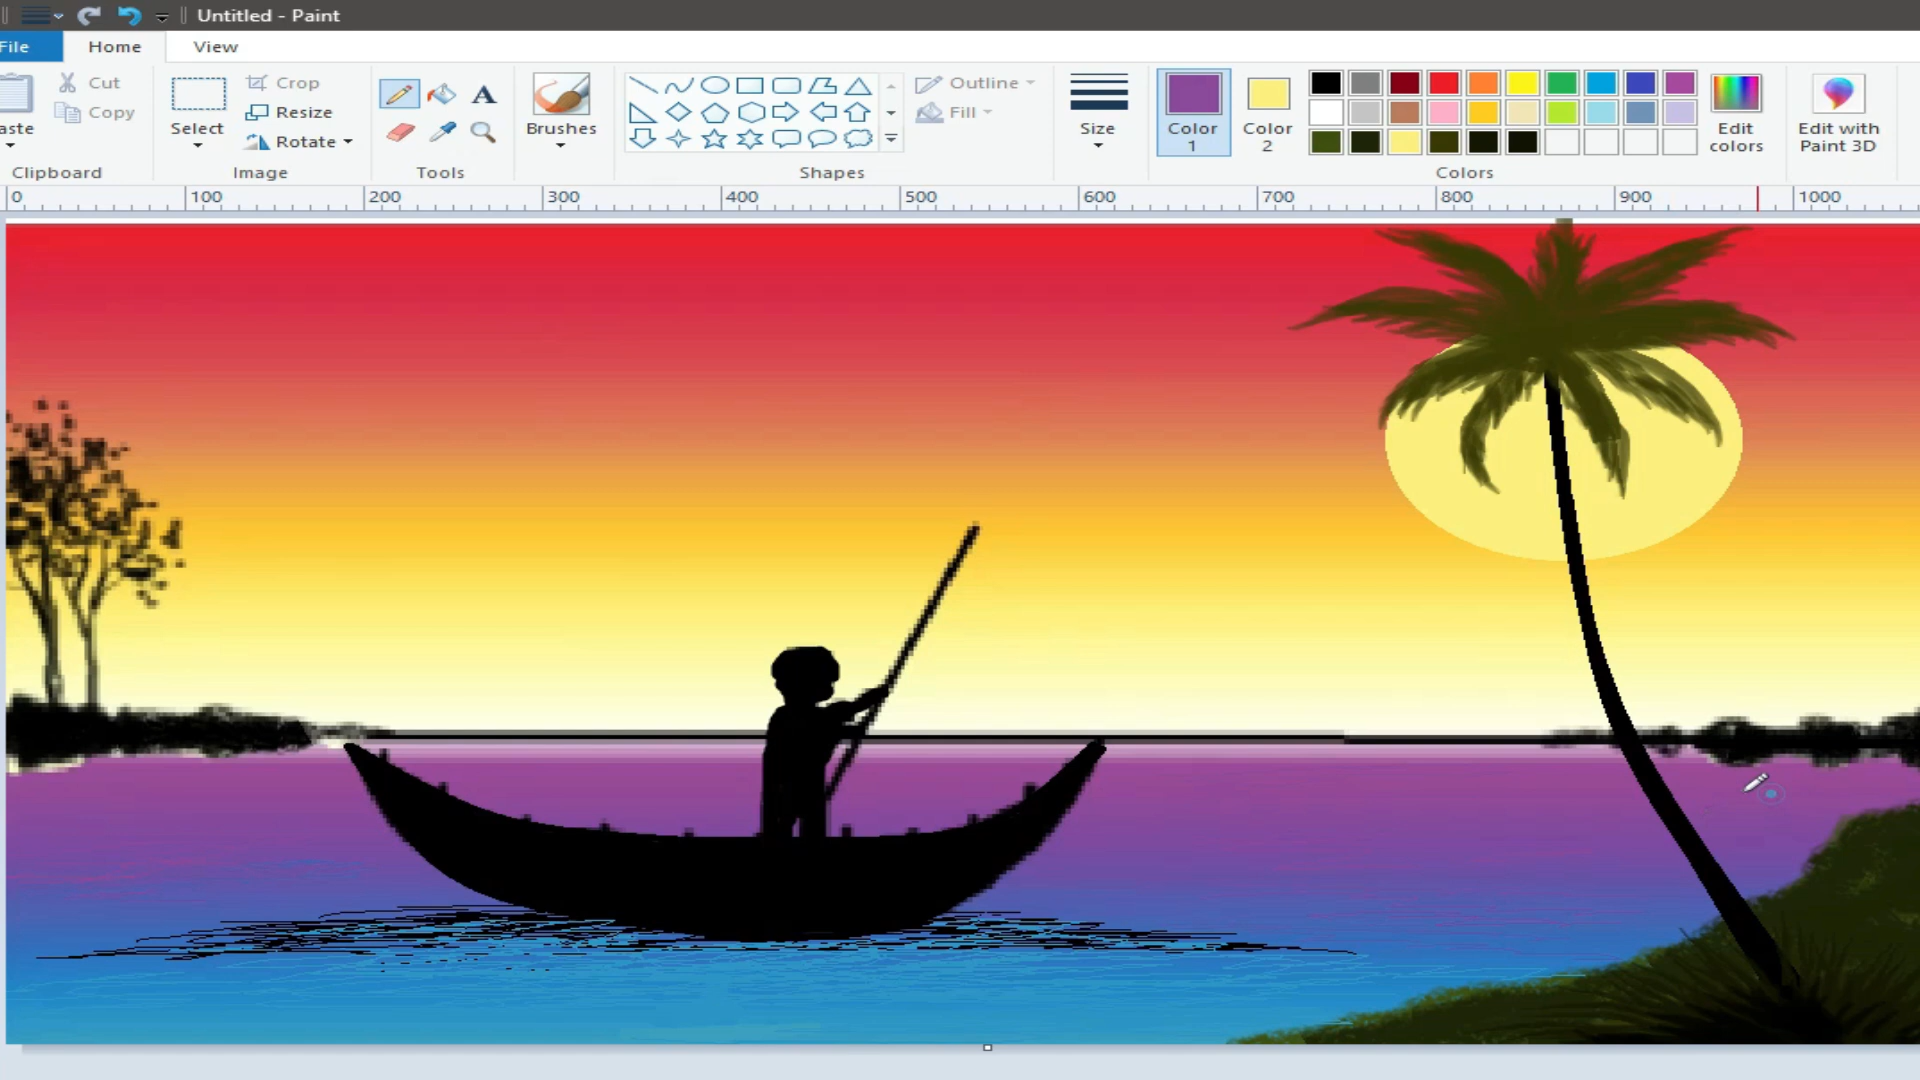 Untitled - Paint
File
Home
View
aste
Cut
Copy
Clipboard
Select
Crop
Resize
Rotate
Image
A
Tools
Brushes
Outline
Fill
Shapes
Size
Color
1
Color
2
Edit
colors
Colors
Edit with
Paint 3D
0 100 200 300 400 500 600 700 800 900 1000